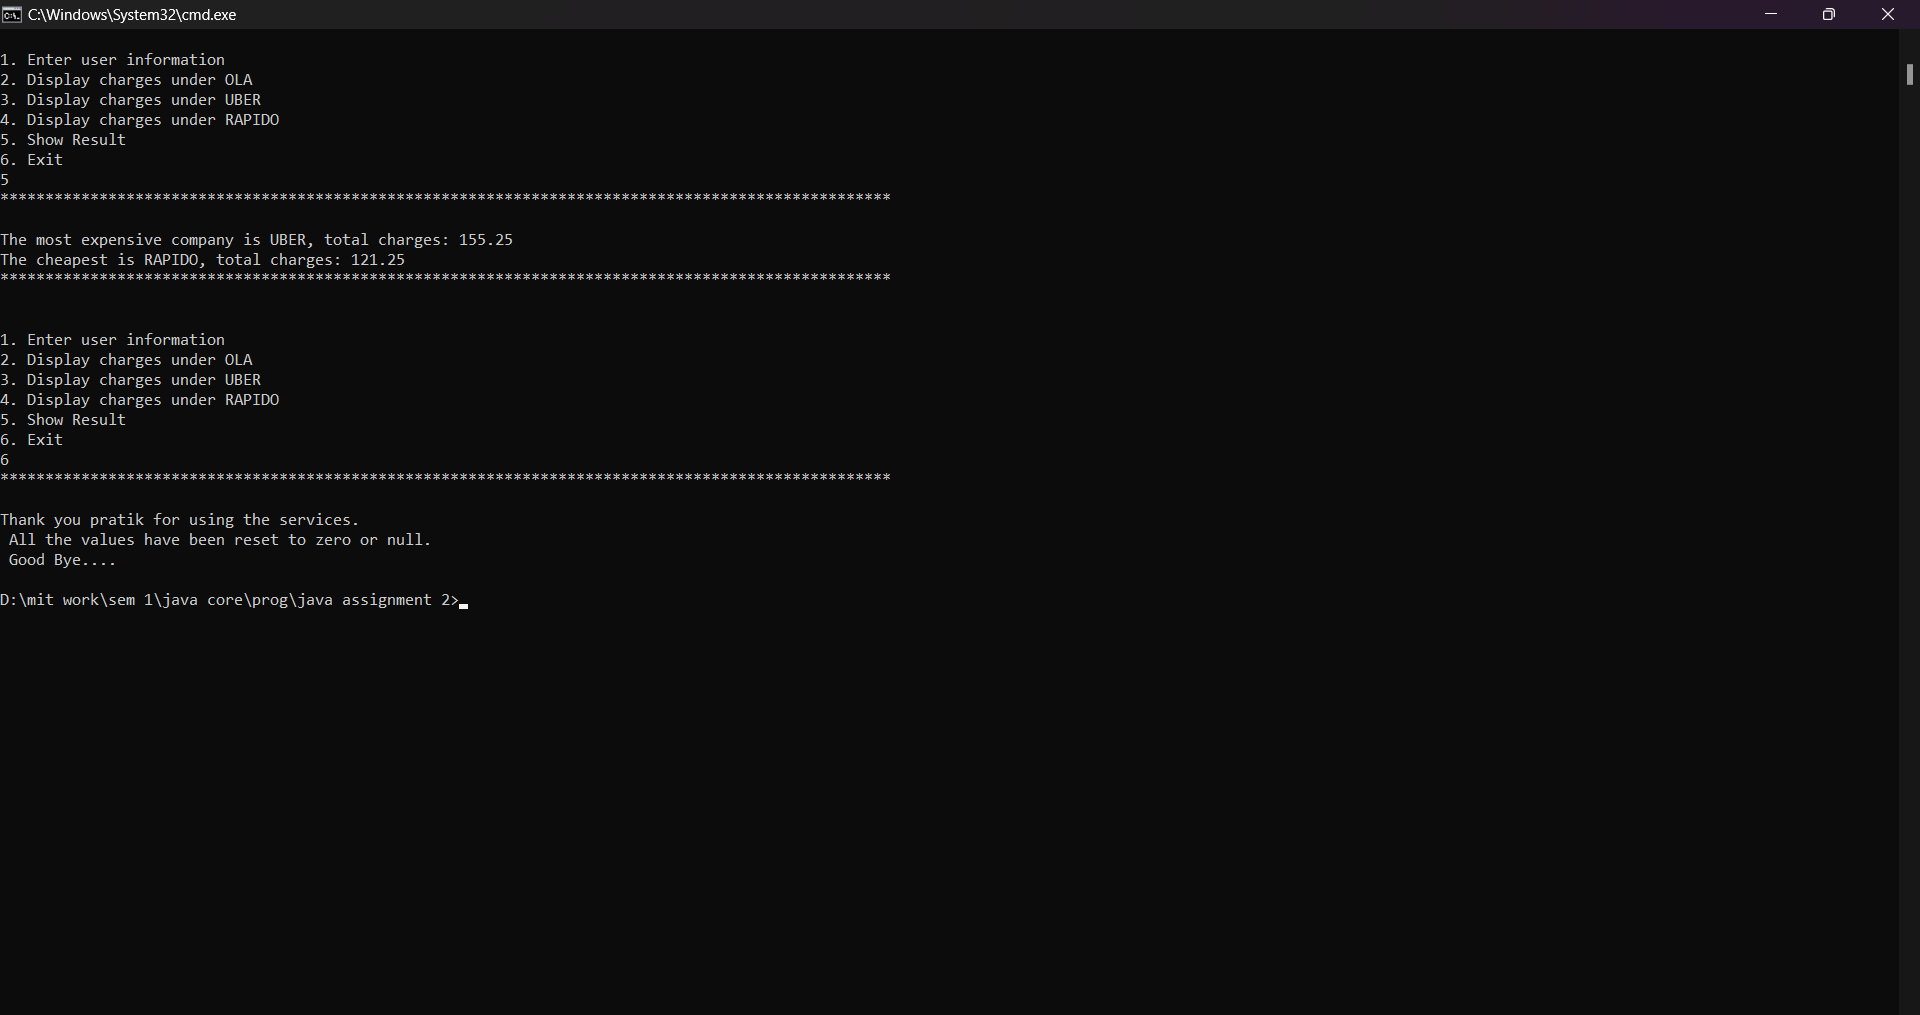 C:\Windows\System32\cmd.exe
1. Enter user information
2. Display charges under OLA
3. Display charges under UBER
4. Display charges under RAPIDO
5. Show Result
6. Exit
5
***************************************************************************************************
The most expensive company is UBER, total charges: 155.25
The cheapest is RAPIDO, total charges: 121.25
***************************************************************************************************
1. Enter user information
2. Display charges under OLA
3. Display charges under UBER
4. Display charges under RAPIDO
5. Show Result
6. Exit
6
***************************************************************************************************
Thank you pratik for using the services.
 All the values have been reset to zero or null.
 Good Bye....
D:\mit work\sem 1\java core\prog\java assignment 2>